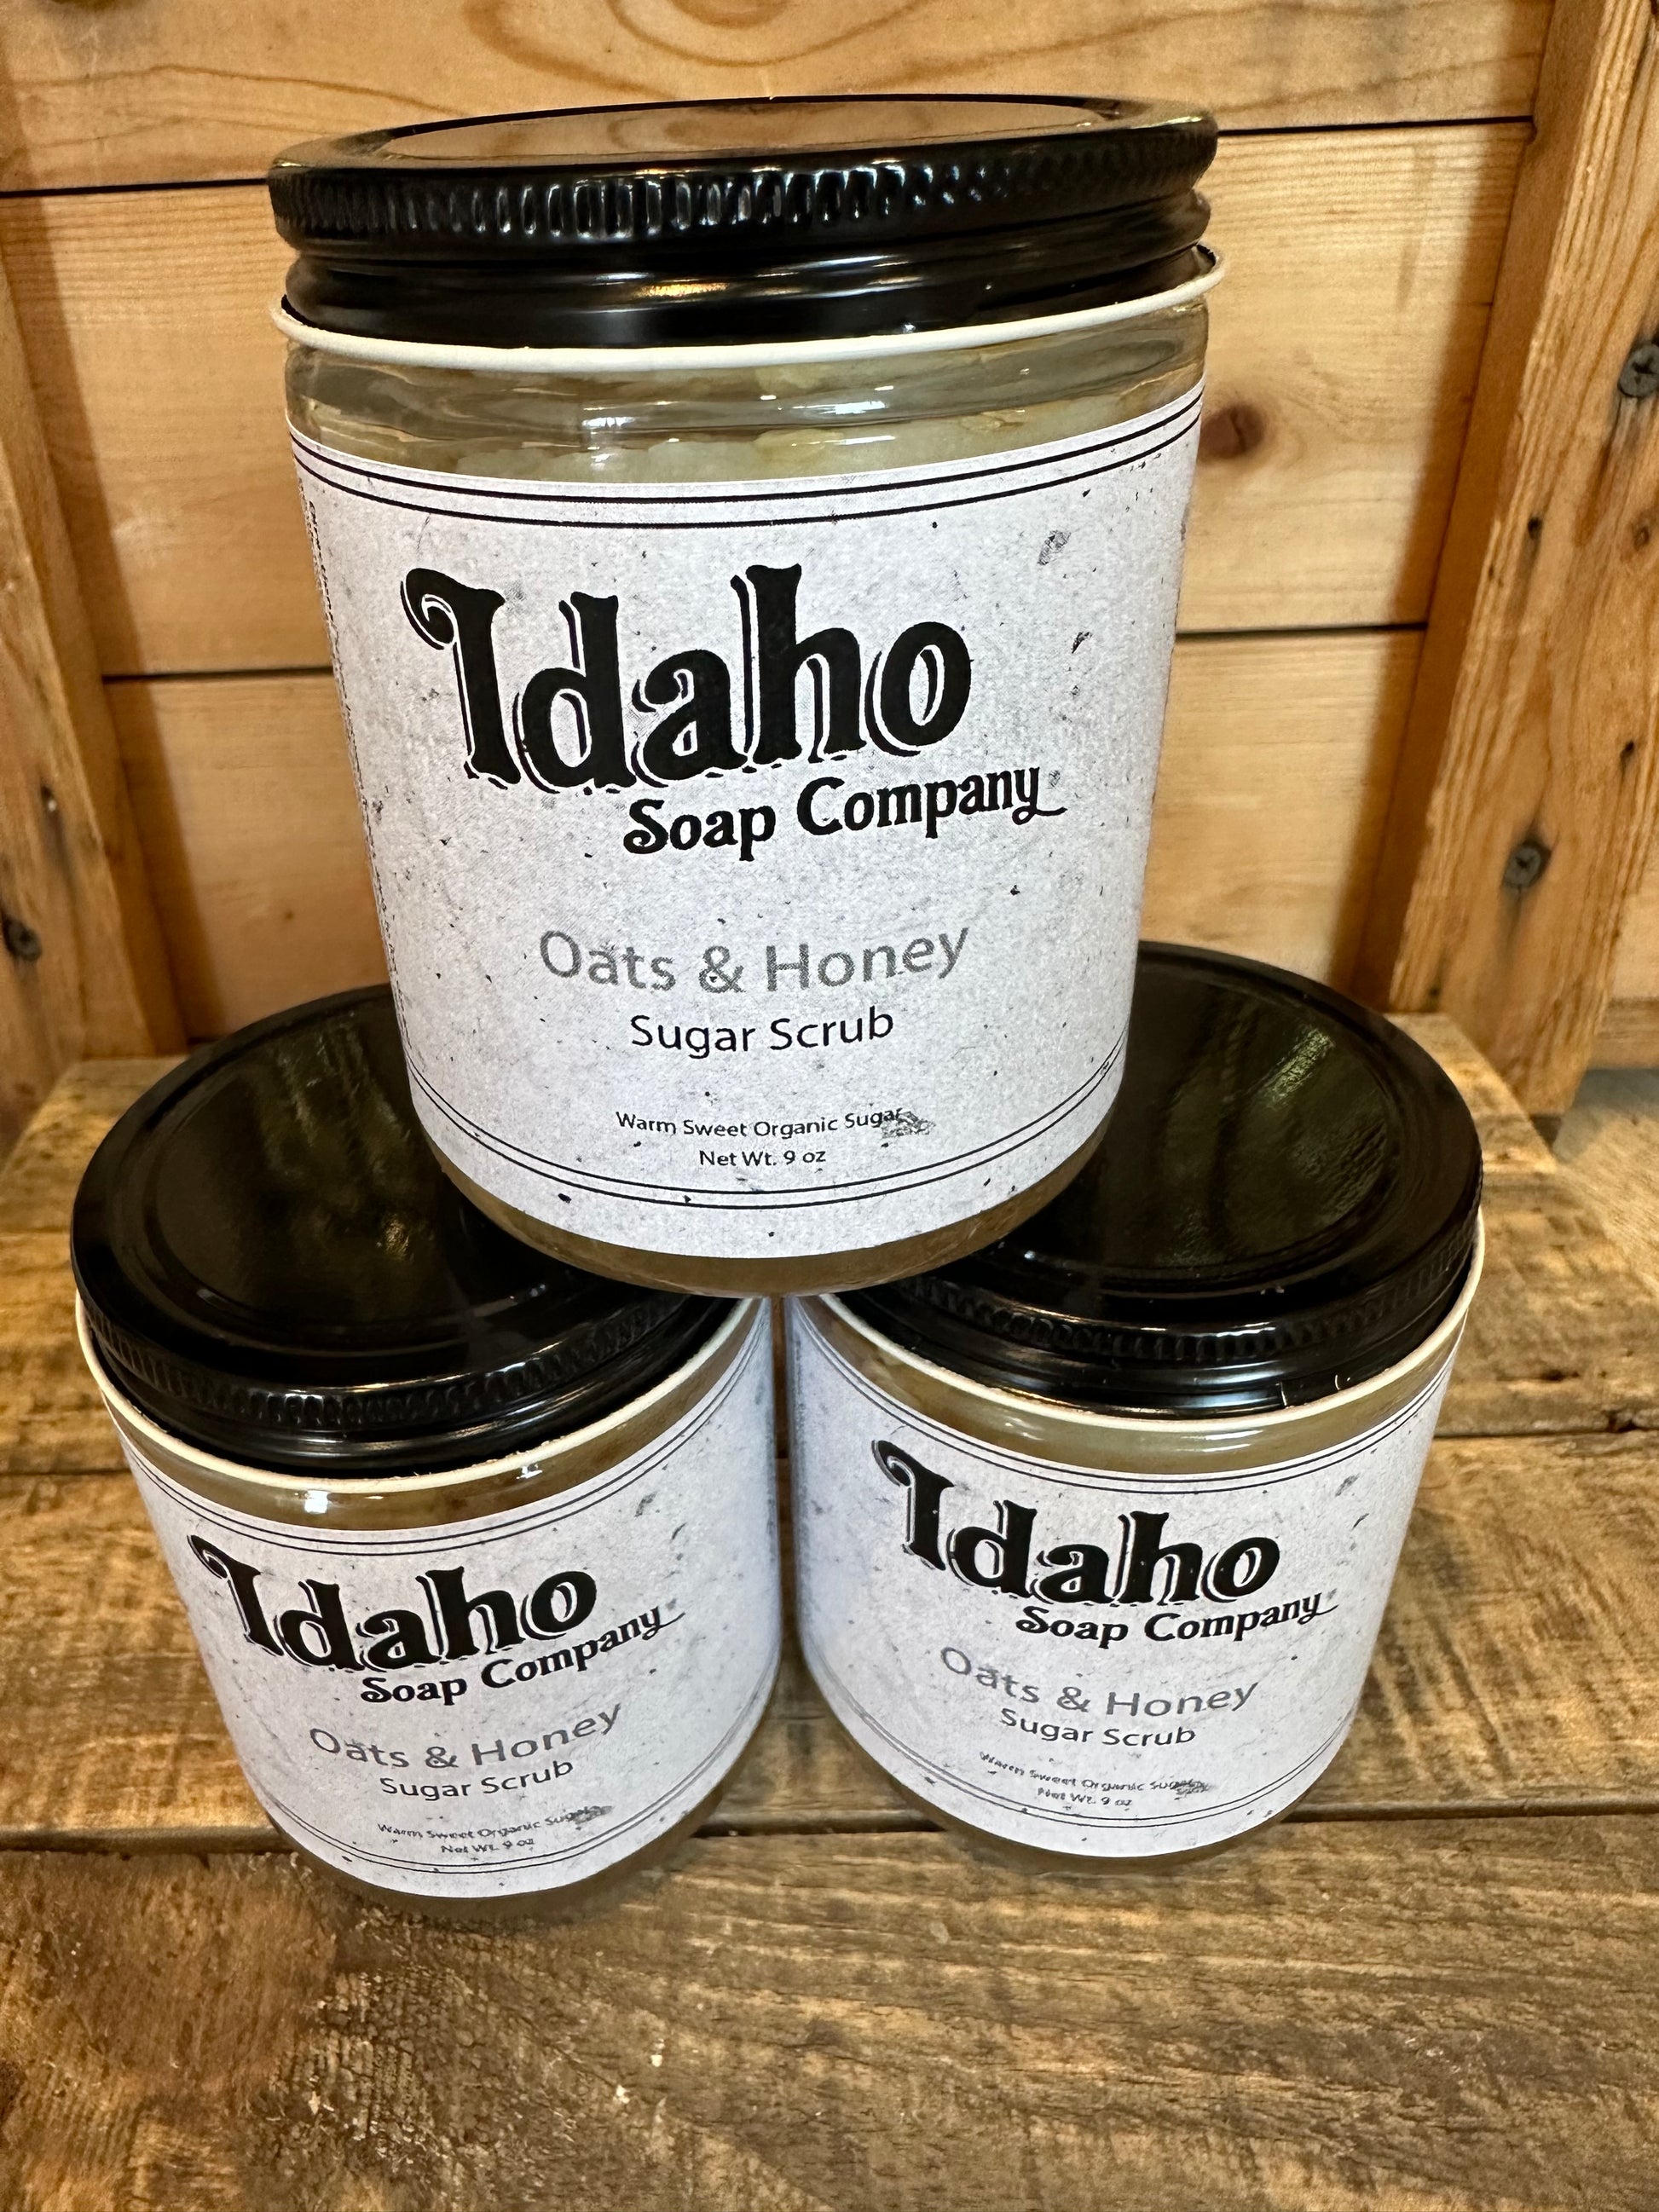 Idaho
Soap Company
Oats & Honey
Sugar Scrub
Warm Sweet Organic Sugar
Net Wt. 9 oz
Idaho
Soap Company
Oats & Honey
Sugar Scrub
Warm Sweet Organic Sugar
Net Wt. 9 oz
Idaho
Soap Company
Oats & Honey
Sugar Scrub
Warm Sweet Organic Sugar
Net Wt. 9 oz